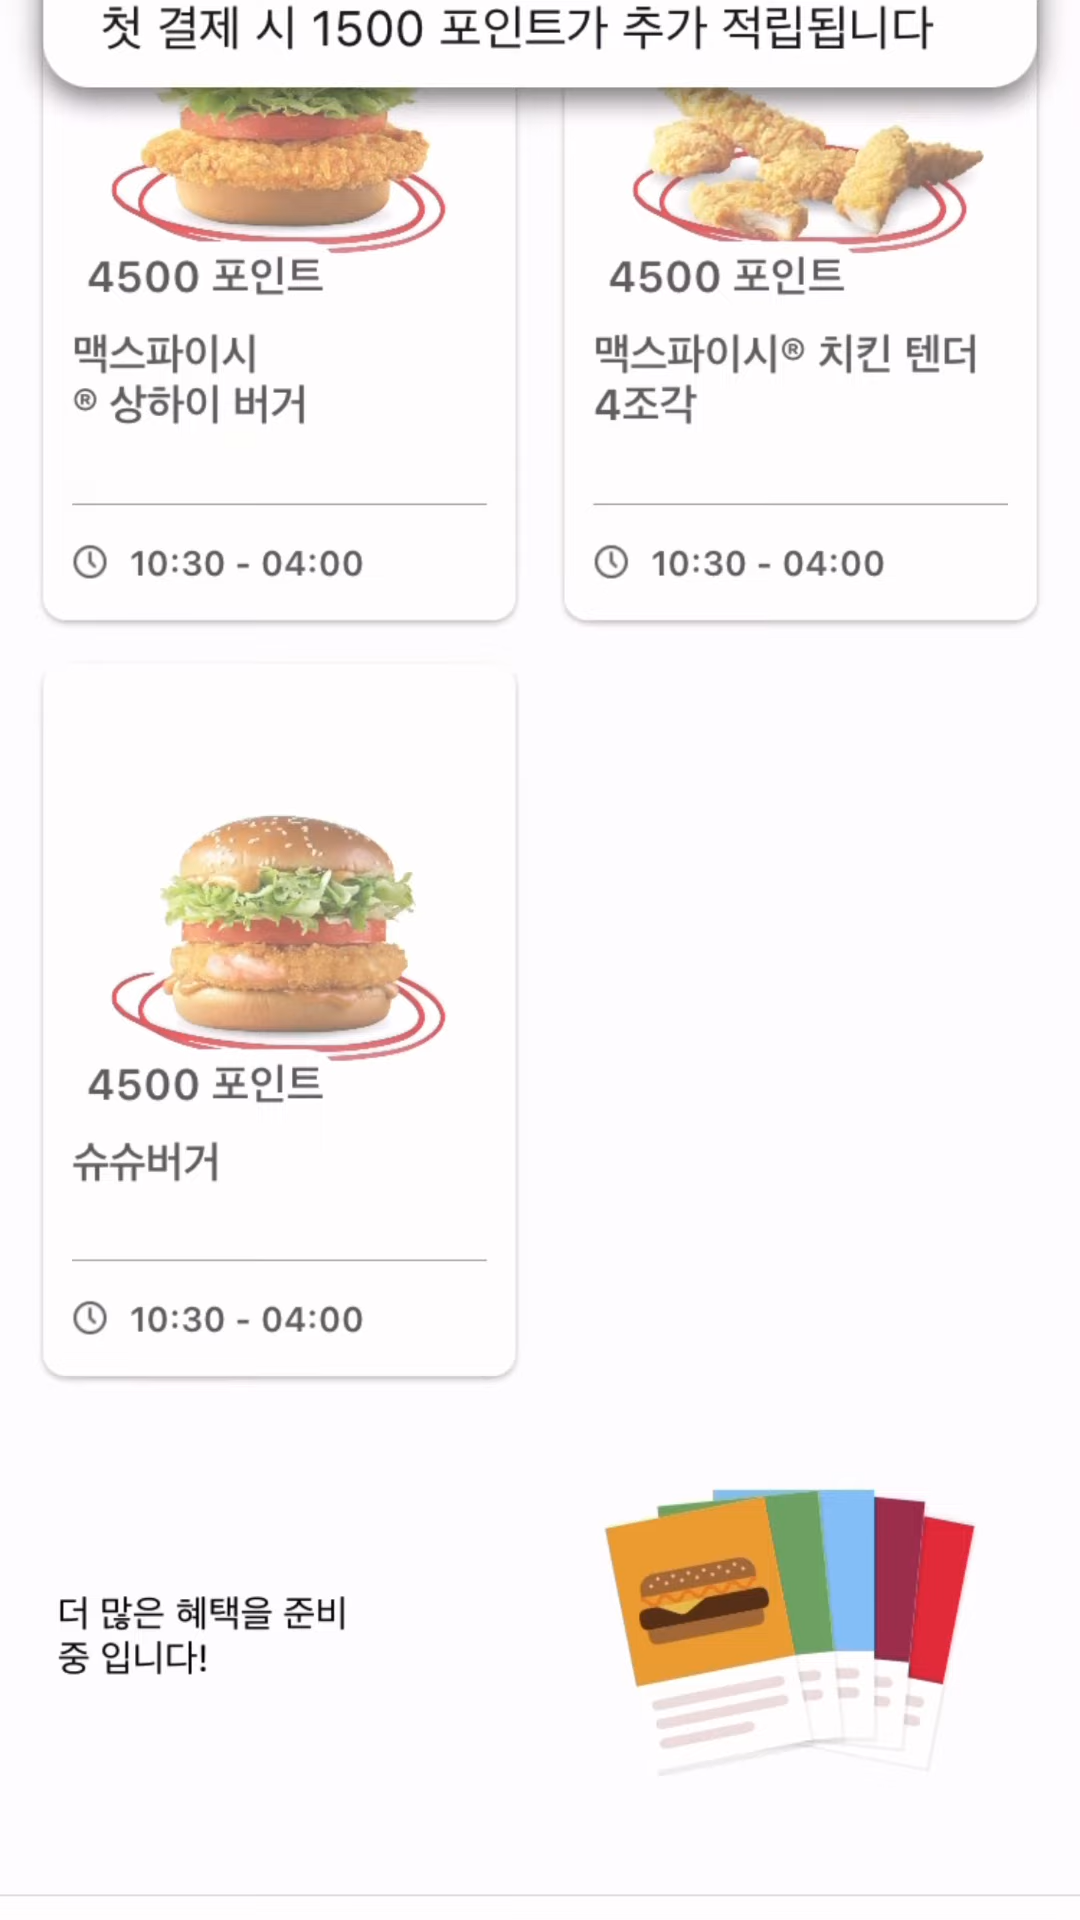 첫 결제 시 1500 포인트가 추가 적립됩니다
4500 포인트
맥스파이시
® 상하이 버거
10:30 - 04:00
4500 포인트
맥스파이시® 치킨 텐더
4조각
10:30 - 04:00
4500 포인트
슈슈버거
10:30 - 04:00
더 많은 혜택을 준비
중 입니다!